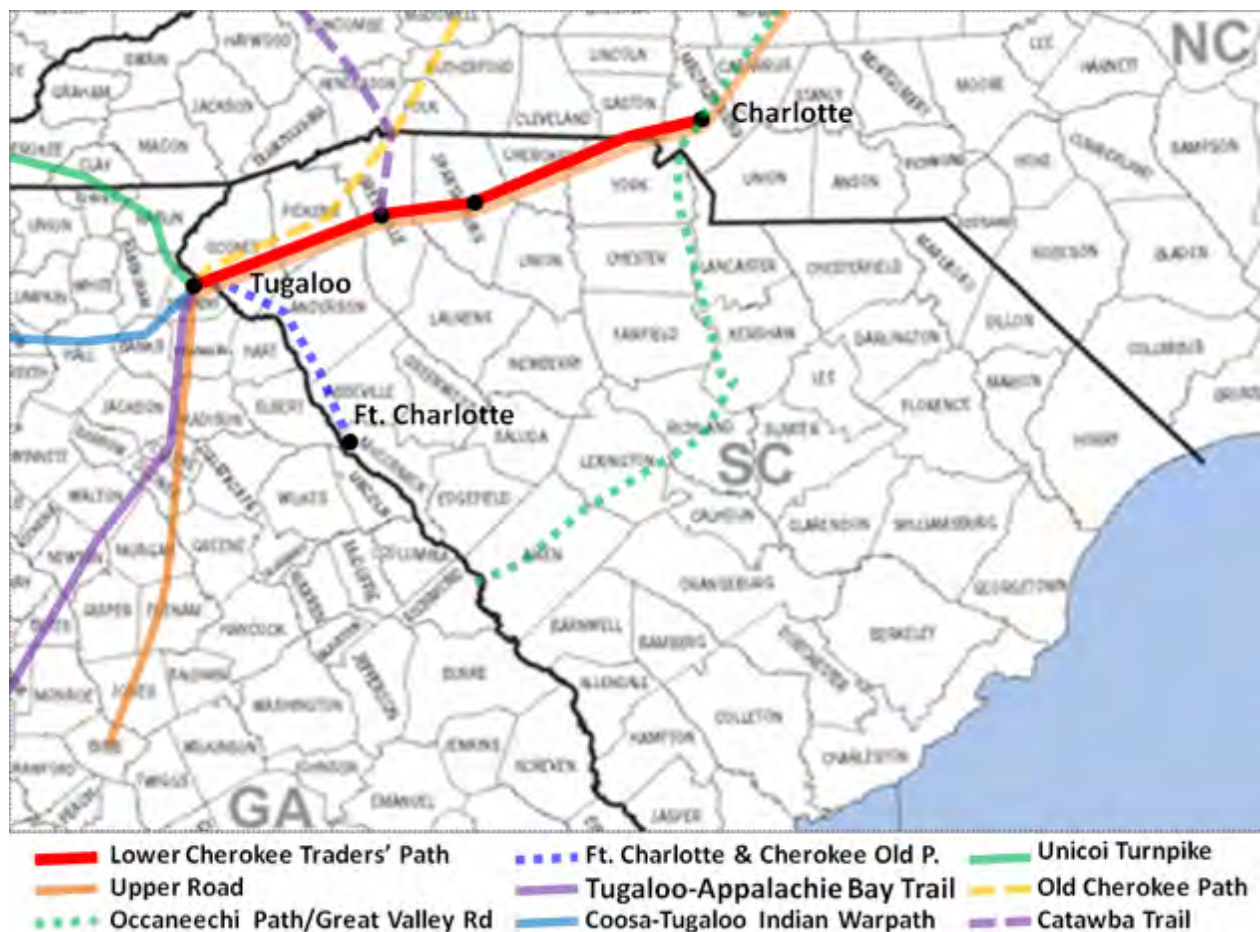 NC
HAYWOOD
RUTHERFORD
LINCOLN
CABARRUS
STANLY
MONTGOMERY
MOORE
LEE
HARNETT
GRAHAM
JACKSON
HENDERSON
POLK
CLEVELAND
GASTON
Charlotte
SAMPSON
MACON
CLAY
CHEROKEE
YORK
UNION
ANSON
RICHMOND
HOKE
CUMBERLAND
SPARTANBURG
UNION
PICKENS
OCONEE
UNION
CHESTER
LANCASTER
CHESTERFIELD
MARLBORO
ROBESON
BLADEN
WHITE
Tugaloo
ANDERSON
LAURENS
FAIRFIELD
KERSHAW
DARLINGTON
DILLON
COLUMBUS
HALL
BANKS
HART
NEWBERRY
LEE
MARION
JACKSON
ELBERT
ABBEVILLE
GREENWOOD
FLORENCE
HORRY
MADISON
Ft. Charlotte
SALUDA
RICHLAND
SUMTER
WALTON
WILKES
LINCOLN
MCCORMICK
EDGEFIELD
LEXINGTON
SC
CALHOUN
CLARENDON
WILLIAMSBURG
NEWTON
MORGAN
GREENE
COLUMBIA
AIKEN
ORANGEBURG
GEORGETOWN
JASPER
PUTNAM
WARREN
MCDUFFIE
RICHMOND
HANCOCK
BARNWELL
BAMBERG
BERKELEY
DORCHESTER
MONROE
JONES
BALDWIN
WASHINGTON
JEFFERSON
BURKE
ALLENDALE
COLLETON
BIBB
WILKINSON
JENKINS
HAMPTON
CHARLESTON
TWIGGS
JOHNSON
SCREVEN
GA
EMANUEL
JASPER
Lower Cherokee Traders’ Path
Ft. Charlotte & Cherokee Old P.
Unicoi Turnpike
Upper Road
Tugaloo-Appalachie Bay Trail
Old Cherokee Path
Occaneechi Path/Great Valley Rd
Coosa-Tugaloo Indian Warpath
Catawba Trail